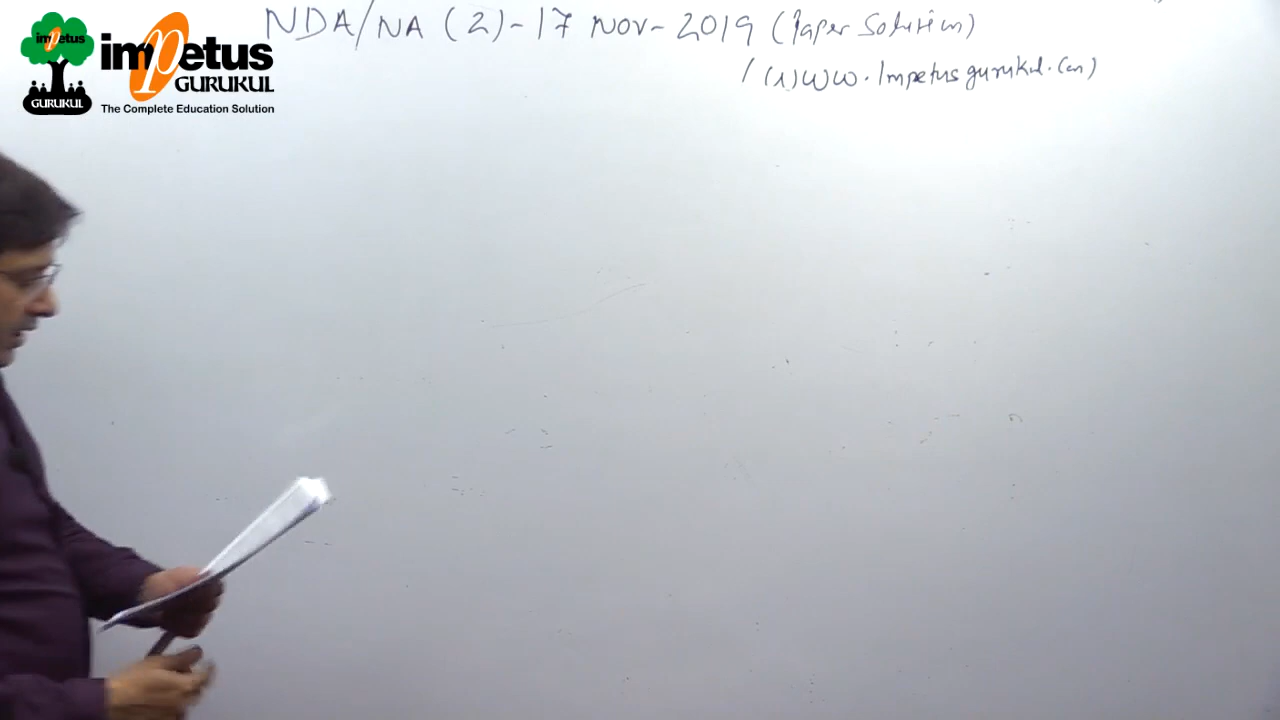 NDA/NA (2)-17 Nov-2019 (Paper Solution)
/ www.Impetusgurukul.com
impetus
GURUKUL
impetus
GURUKUL
The Complete Education Solution